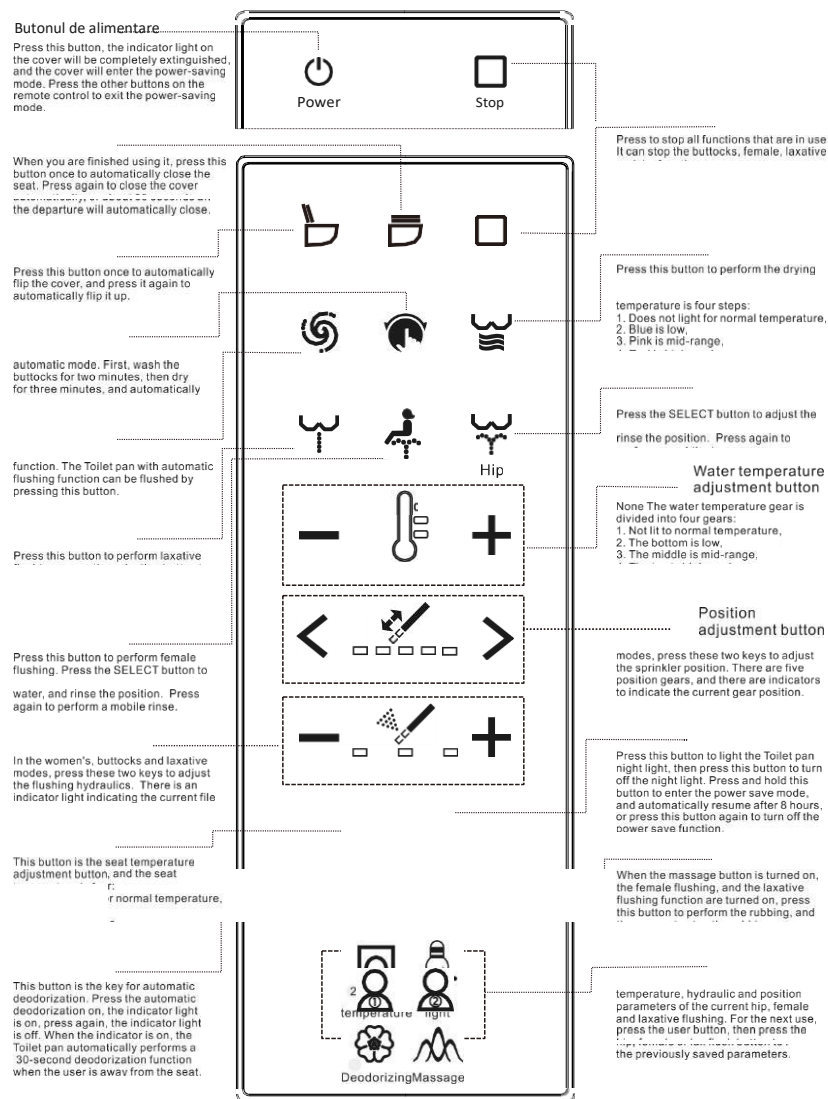 Butonul de alimentare
Press this button, the indicator light on
the cover will be completely extinguished,
and the cover will enter the power-saving
mode. Press the other buttons on the
remote control to exit the power-saving
mode.
Power
Stop
Press to stop all functions that are in use
It can stop the buttocks, female, laxative
When you are finished using it, press this
button once to automatically close the
seat. Press again to close the cover
the departure will automatically close.
Press this button once to automatically
flip the cover, and press it again to
automatically flip it up.
Press this button to perform the drying
temperature is four steps:
1. Does not light for normal temperature,
2. Blue is low,
3. Pink is mid-range,
automatic mode. First, wash the
buttocks for two minutes, then dry
for three minutes, and automatically
Press the SELECT button to adjust the
rinse the position. Press again to
function. The Toilet pan with automatic
flushing function can be flushed by
pressing this button.
Hip
Water temperature
adjustment button
None The water temperature gear is
divided into four gears:
1. Not lit to normal temperature,
2. The bottom is low,
3. The middle is mid-range,
Press this button to perform laxative
Position
adjustment button
modes, press these two keys to adjust
the sprinkler position. There are five
position gears, and there are indicators
to indicate the current gear position.
Press this button to perform female
flushing. Press the SELECT button to
water, and rinse the position. Press
again to perform a mobile rinse.
In the women's, buttocks and laxative
modes, press these two keys to adjust
the flushing hydraulics. There is an
indicator light indicating the current file
Press this button to light the Toilet pan
night light, then press this button to turn
off the night light. Press and hold this
button to enter the power save mode,
and automatically resume after 8 hours,
or press this button again to turn off the
power save function.
This button is the seat temperature
adjustment button, and the seat
r:
r normal temperature,
When the massage button is turned on,
the female flushing, and the laxative
flushing function are turned on, press
this button to perform the rubbing, and
This button is the key for automatic
deodorization. Press the automatic
deodorization on, the indicator light
is on, press again, the indicator light
is off. When the indicator is on, the
Toilet pan automatically performs a
30-second deodorization function
when the user is away from the seat.
2
1
2
temperature light
Deodorizing Massage
temperature, hydraulic and position
parameters of the current hip, female
and laxative flushing. For the next use,
press the user button, then press the
the previously saved parameters.